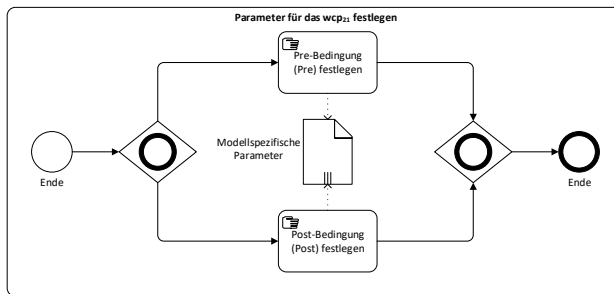 Parameter für das wcp₂₁ festlegen
Pre-Bedingung
(Pre) festlegen
Modellspezifische
Parameter
Ende
Ende
Post-Bedingung
(Post) festlegen